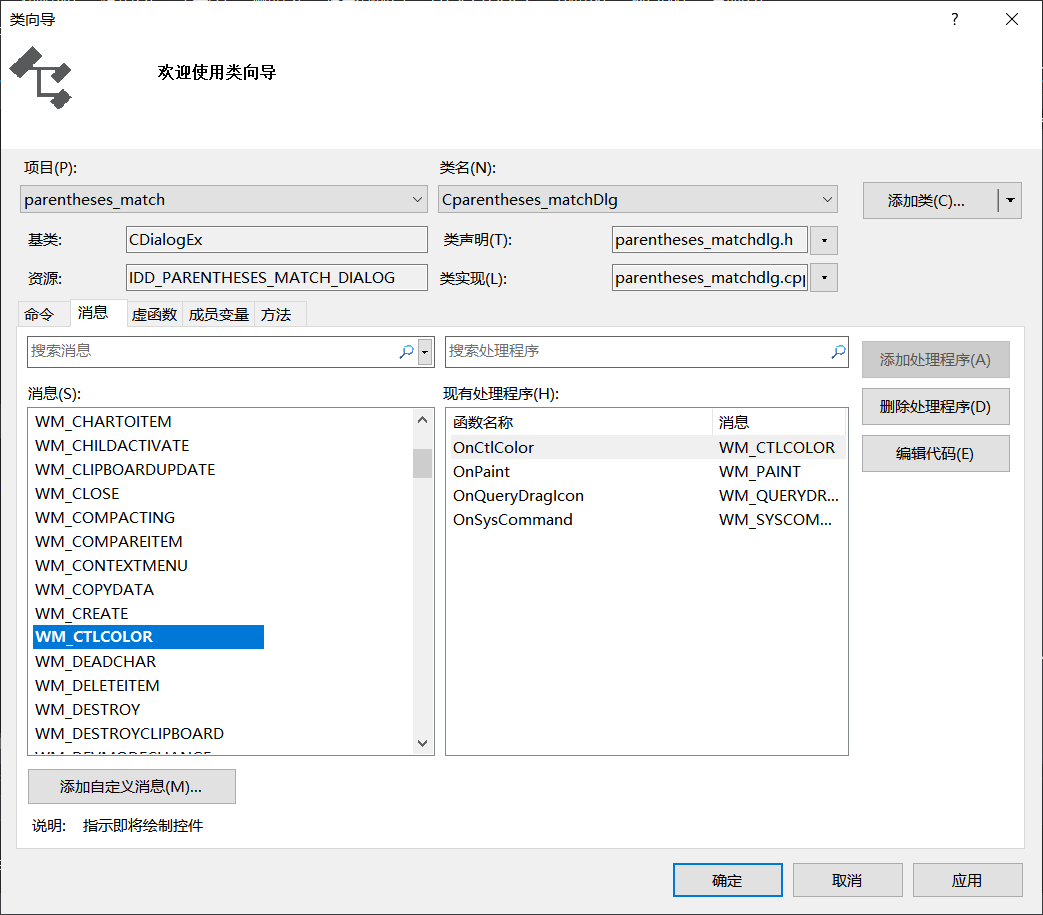 类向导
?
欢迎使用类向导
项目(P):
类名(N):
parentheses_match
Cparentheses_matchDlg
添加类(C)...
基类:
CDialogEx
类声明(T):
parentheses_matchdlg.h
资源:
IDD_PARENTHESES_MATCH_DIALOG
类实现(L):
parentheses_matchdlg.cpp
命令
消息
虚函数
成员变量
方法
搜索消息
搜索处理程序
添加处理程序(A)
消息(S):
现有处理程序(H):
删除处理程序(D)
编辑代码(E)
WM_CHARTOITEM
WM_CHILDACTIVATE
WM_CLIPBOARDUPDATE
WM_CLOSE
WM_COMPACTING
WM_COMPAREITEM
WM_CONTEXTMENU
WM_COPYDATA
WM_CREATE
WM_CTLCOLOR
WM_DEADCHAR
WM_DELETEITEM
WM_DESTROY
WM_DESTROYCLIPBOARD
WM_DEVMODECHANGE
函数名称 消息
OnCtlColor WM_CTLCOLOR
OnPaint WM_PAINT
OnQueryDragIcon WM_QUERYDR...
OnSysCommand WM_SYSCOM...
添加自定义消息(M)...
说明: 指示即将绘制控件
确定
取消
应用